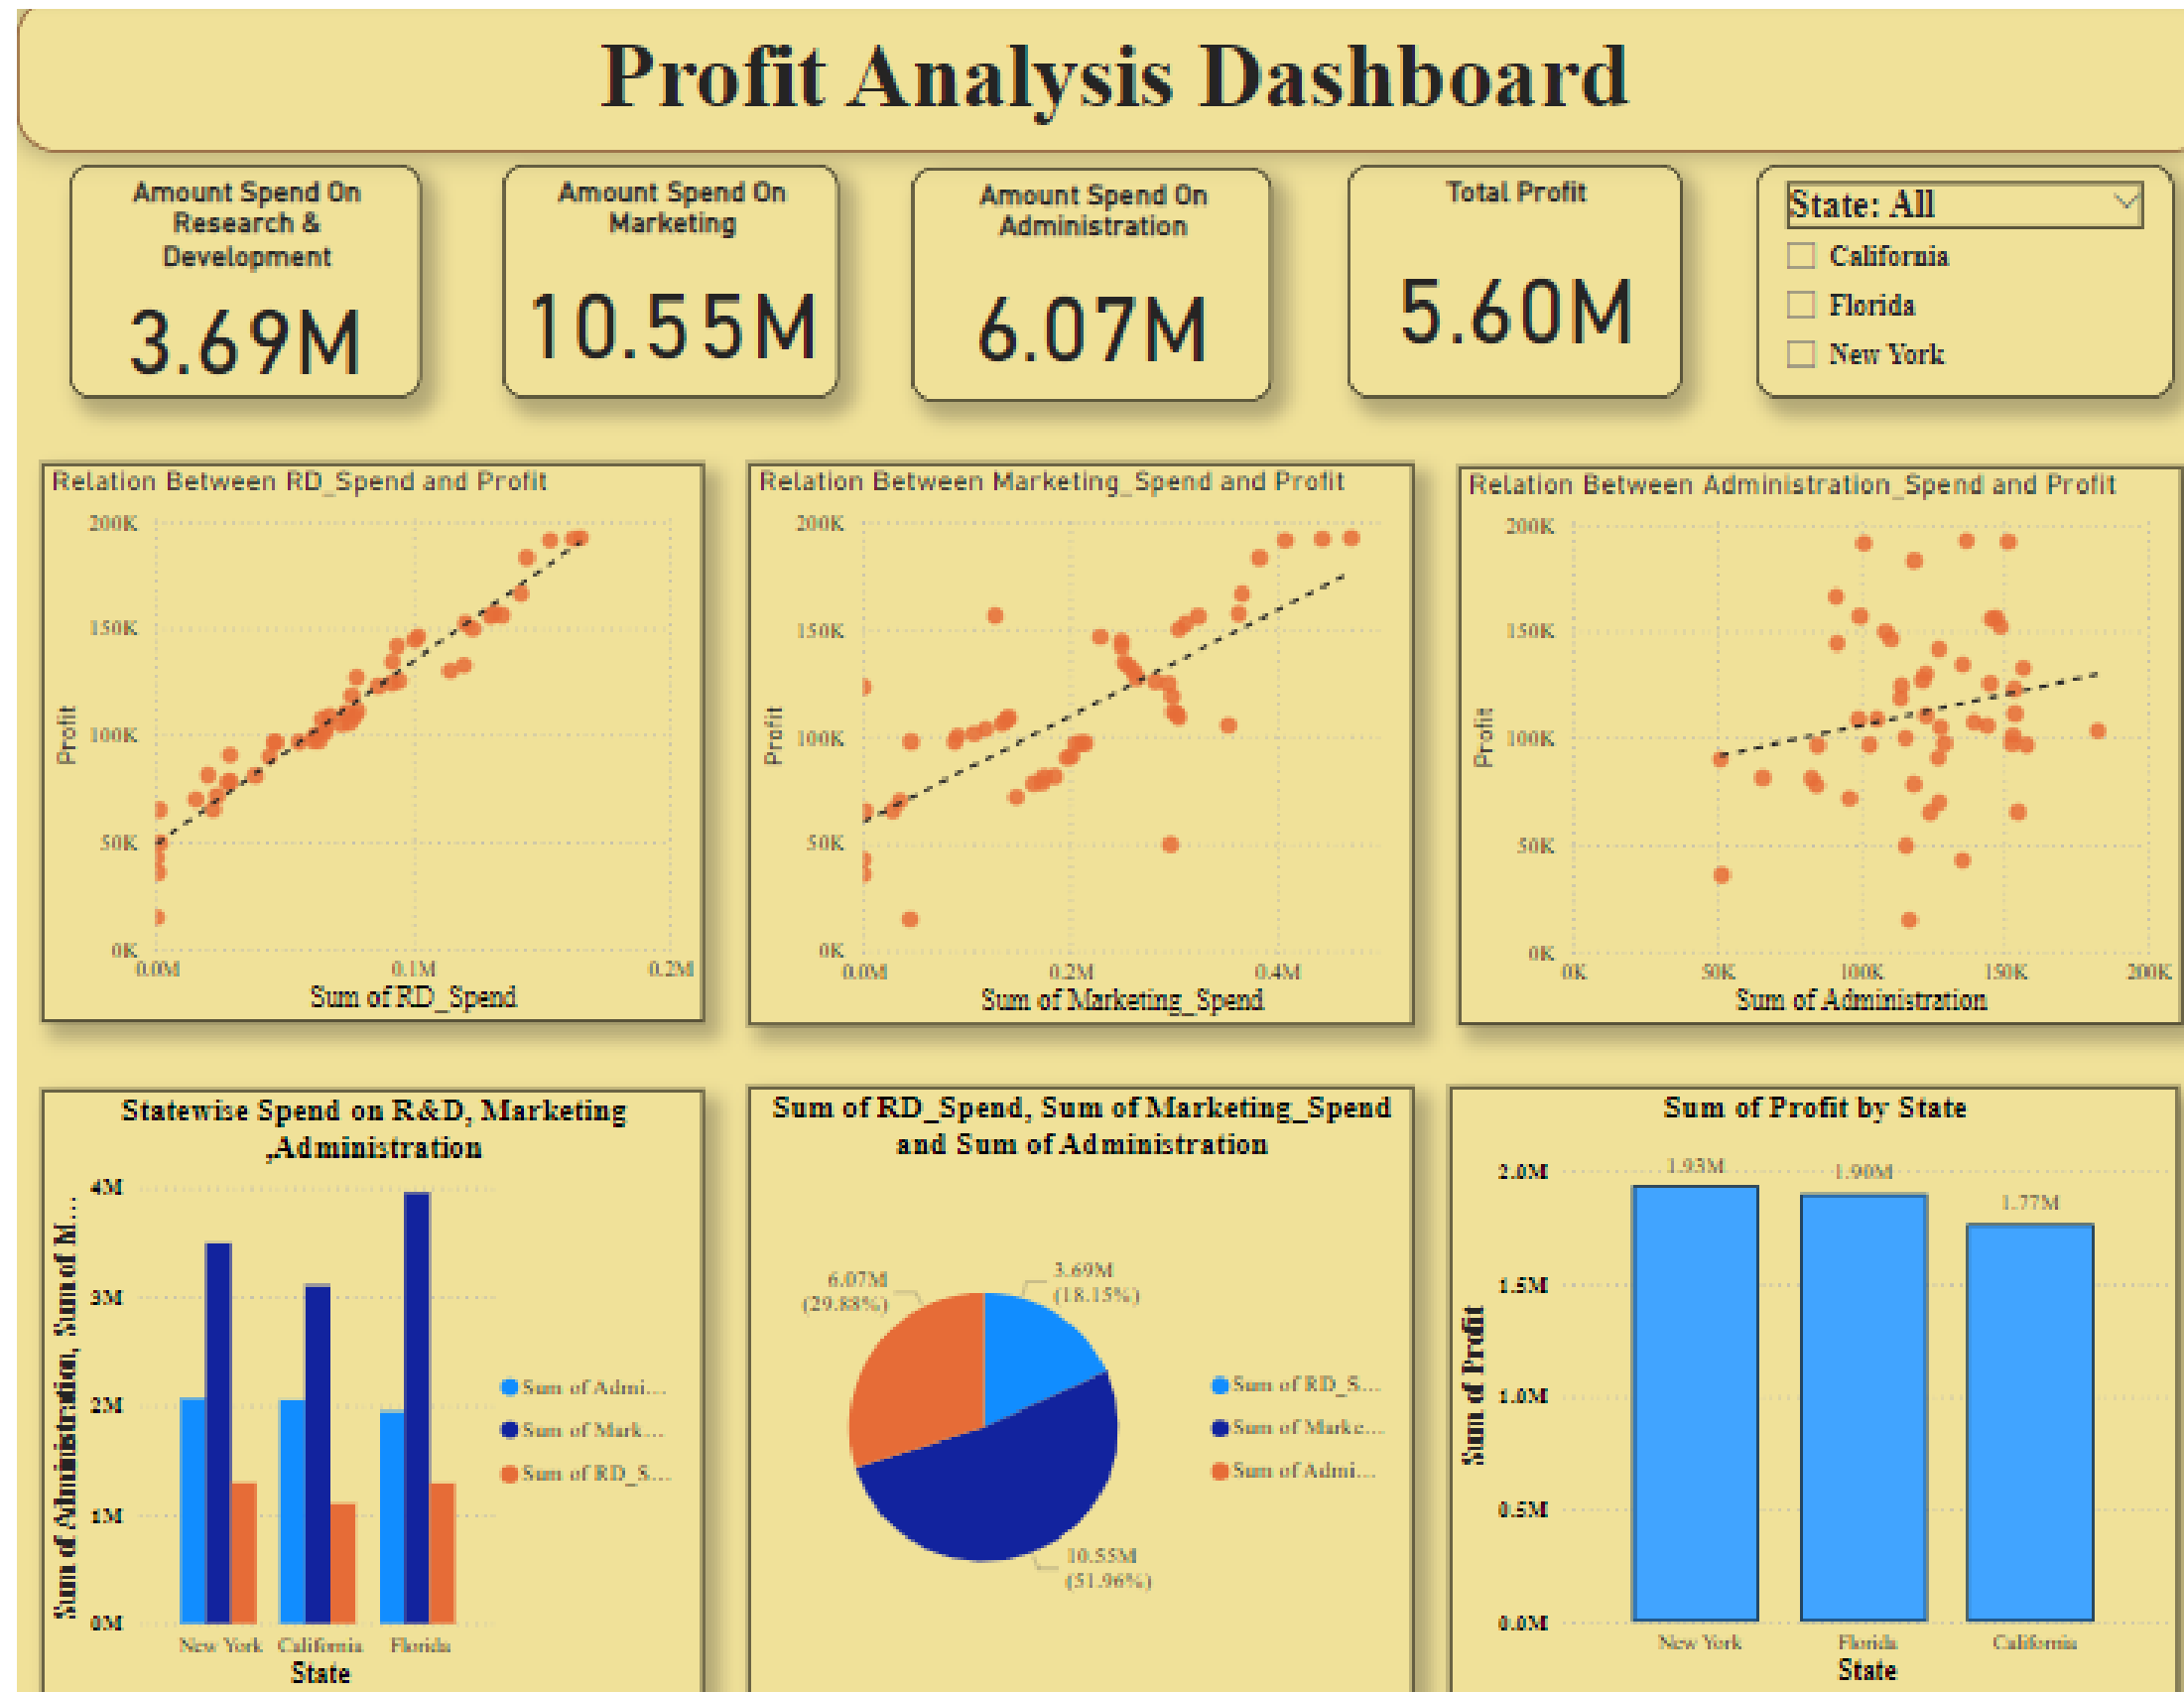 Profit Analysis Dashboard
Amount Spend On
Research &
Development
3.69M
Amount Spend On
Marketing
10.55M
Amount Spend On
Administration
6.07M
Total Profit
5.60M
State: All
California
Florida
New York
Relation Between RD_Spend and Profit
200K
150K
100K
50K
0K
Profit
0.0M 0.1M 0.2M
Sum of RD_Spend
Relation Between Marketing_Spend and Profit
200K
150K
100K
50K
0K
Profit
0.0M 0.2M 0.4M
Sum of Marketing_Spend
Relation Between Administration_Spend and Profit
200K
150K
100K
50K
0K
Profit
0K 50K 100K 150K 200K
Sum of Administration
Statewise Spend on R&D, Marketing
,Administration
4M
3M
2M
1M
0M
Sum of Administration, Sum of M...
New York California Florida
State
Sum of Admi...
Sum of Mark...
Sum of RD_S...
Sum of RD_Spend, Sum of Marketing_Spend
and Sum of Administration
6.07M
(29.88%)
3.69M
(18.15%)
10.55M
(51.96%)
Sum of RD_S...
Sum of Marke...
Sum of Admi...
Sum of Profit by State
2.0M
1.5M
1.0M
0.5M
0.0M
Sum of Profit
1.93M
1.90M
1.77M
New York Florida California
State